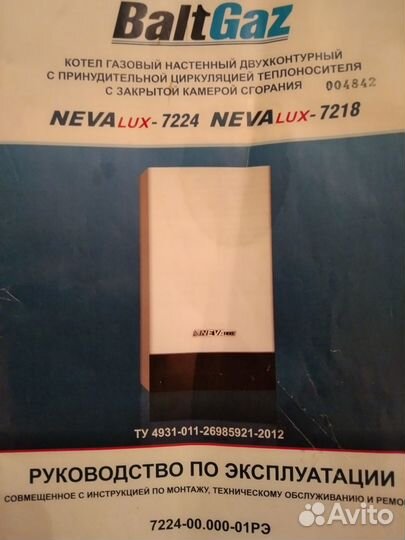 BaltGaz
КОТЕЛ ГАЗОВЫЙ НАСТЕННЫЙ ДВУХКОНТУРНЫЙ
С ПРИНУДИТЕЛЬНОЙ ЦИРКУЛЯЦИЕЙ ТЕПЛОНОСИТЕЛЯ
С ЗАКРЫТОЙ КАМЕРОЙ СГОРАНИЯ 004842
NEVA LUX - 7224 NEVA LUX - 7218
NEVA LUX
ТУ 4931-011-26985921-2012
РУКОВОДСТВО ПО ЭКСПЛУАТАЦИИ
СОВМЕЩЕННОЕ С ИНСТРУКЦИЕЙ ПО МОНТАЖУ, ТЕХНИЧЕСКОМУ ОБСЛУЖИВАНИЮ И РЕМО
7224-00.000-01РЭ
Avito